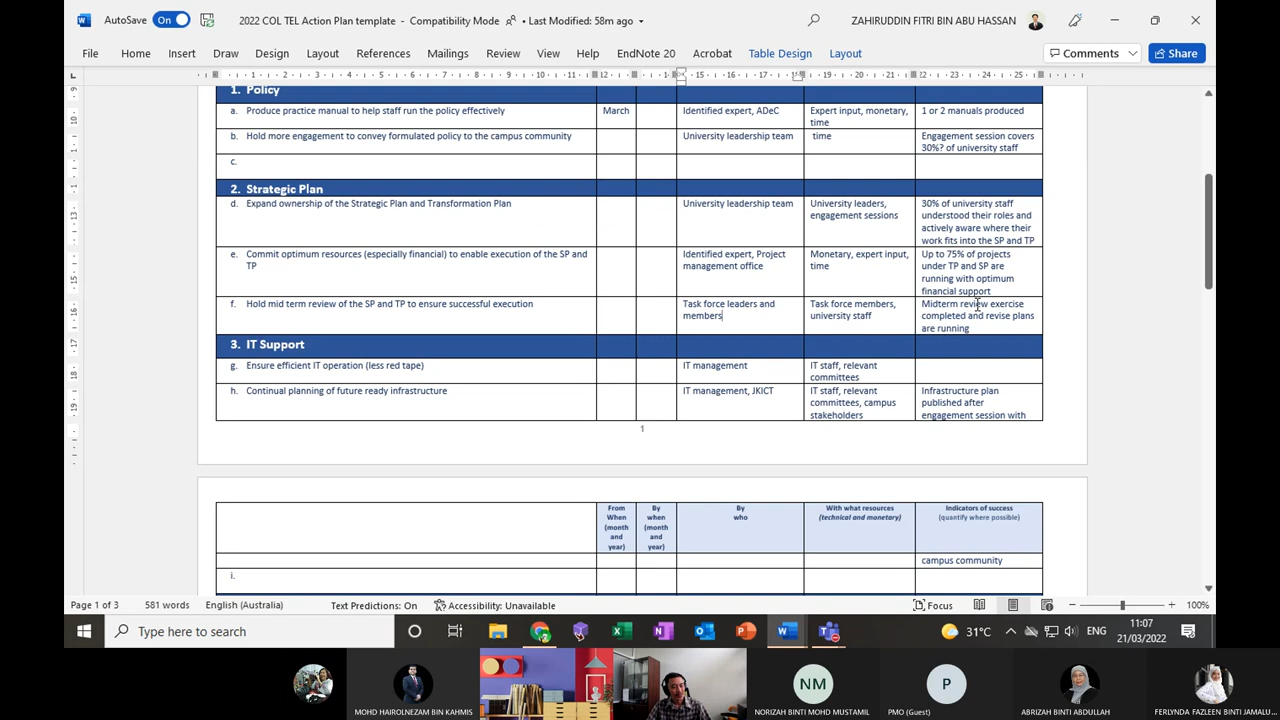 AutoSave On 2022 COL TEL Action Plan template - Compatibility Mode • Last Modified: 58m ago ZAHIRUDDIN FITRI BIN ABU HASSAN
File Home Insert Draw Design Layout References Mailings Review View Help EndNote 20 Acrobat Table Design Layout Comments Share
1. Policy
a. Produce practice manual to help staff run the policy effectively March Identified expert, ADeC Expert input, monetary, 1 or 2 manuals produced
time
b. Hold more engagement to convey formulated policy to the campus community University leadership team time Engagement session covers
30%? of university staff
c.
2. Strategic Plan
d. Expand ownership of the Strategic Plan and Transformation Plan University leadership team University leaders, 30% of university staff
engagement sessions understood their roles and
actively aware where their
work fits into the SP and TP
e. Commit optimum resources (especially financial) to enable execution of the SP and Identified expert, Project Monetary, expert input, Up to 75% of projects
TP management office time under TP and SP are
running with optimum
financial support
f. Hold mid term review of the SP and TP to ensure successful execution Task force leaders and Task force members, Midterm review exercise
members university staff completed and revise plans
are running
3. IT Support
g. Ensure efficient IT operation (less red tape) IT management IT staff, relevant
committees
h. Continual planning of future ready infrastructure IT management, JKICT IT staff, relevant Infrastructure plan
committees, campus published after
stakeholders engagement session with
1
From By By With what resources Indicators of success
When when who (technical and monetary) (quantify where possible)
(month (month
and and
year) year)
campus community
i.
Page 1 of 3 581 words English (Australia) Text Predictions: On Accessibility: Unavailable Focus 100%
Type here to search 31°C ENG 11:07
21/03/2022
NM P
MOHD HAIROLNEZAM BIN KAHMIS NORIZAH BINTI MOHD MUSTAMIL PMO (Guest) ABRIZAH BINTI ABDULLAH FERLYNDA FAZLEEN BINTI JAMALU...